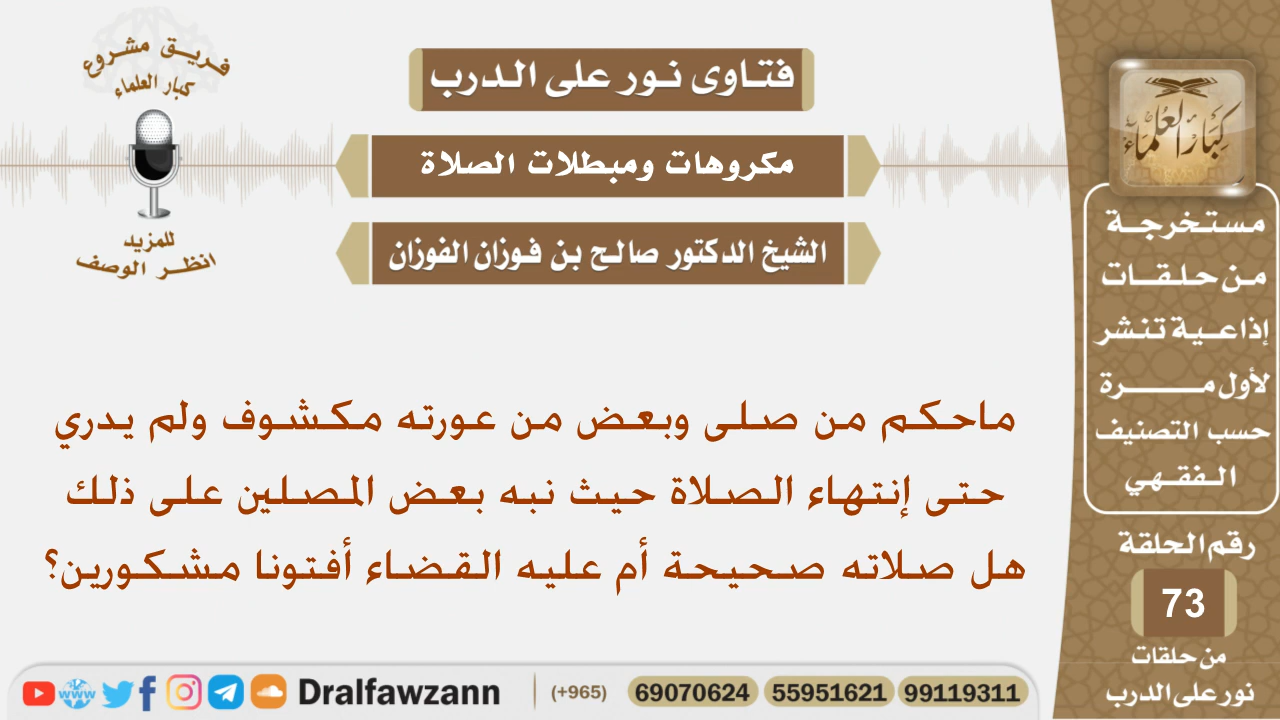 فريق مشروع
كبار العلماء
للمزيد
انظر الوصف
فتاوى نور على الدرب
مكروهات ومبطلات الصلاة
الشيخ الدكتور صالح بن فوزان الفوزان
ماحكم من صلى وبعض من عورته مكشوف ولم يدري
حتى إنتهاء الصلاة حيث نبه بعض المصلين على ذلك
هل صلاته صحيحة أم عليه القضاء أفتونا مشكورين؟
كبار العلماء
مستخرجة
من حلقات
إذاعية تنشر
لأول مرة
حسب التصنيف
الفقهي
رقم الحلقة
73
من حلقات
نور على الدرب
www Dralfawzann (+965) 69070624 55951621 99119311